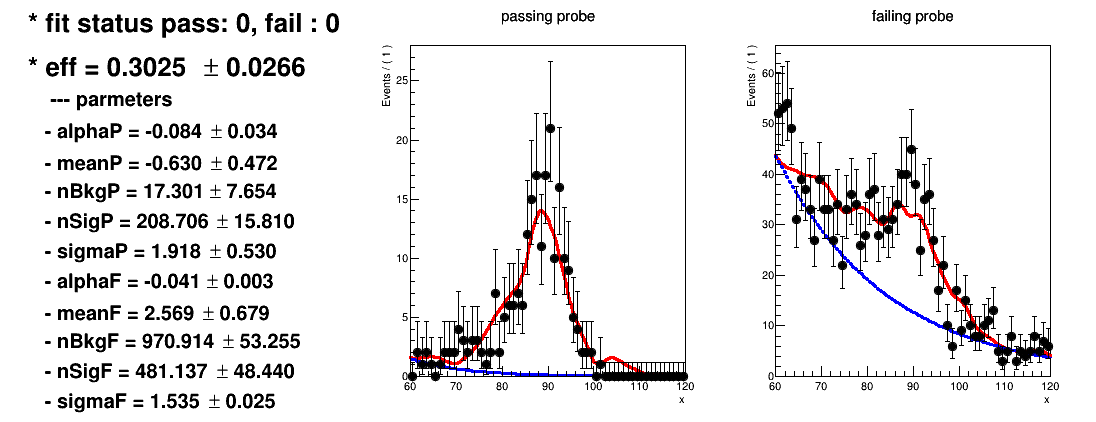 * fit status pass: 0, fail : 0
* eff = 0.3025 ± 0.0266
--- parmeters
- alphaP = -0.084 ± 0.034
- meanP = -0.630 ± 0.472
- nBkgP = 17.301 ± 7.654
- nSigP = 208.706 ± 15.810
- sigmaP = 1.918 ± 0.530
- alphaF = -0.041 ± 0.003
- meanF = 2.569 ± 0.679
- nBkgF = 970.914 ± 53.255
- nSigF = 481.137 ± 48.440
- sigmaF = 1.535 ± 0.025
passing probe
Events / ( 1 )
25
20
15
10
5
0
60 70 80 90 100 110 120
x
failing probe
Events / ( 1 )
60
50
40
30
20
10
0
60 70 80 90 100 110 120
x